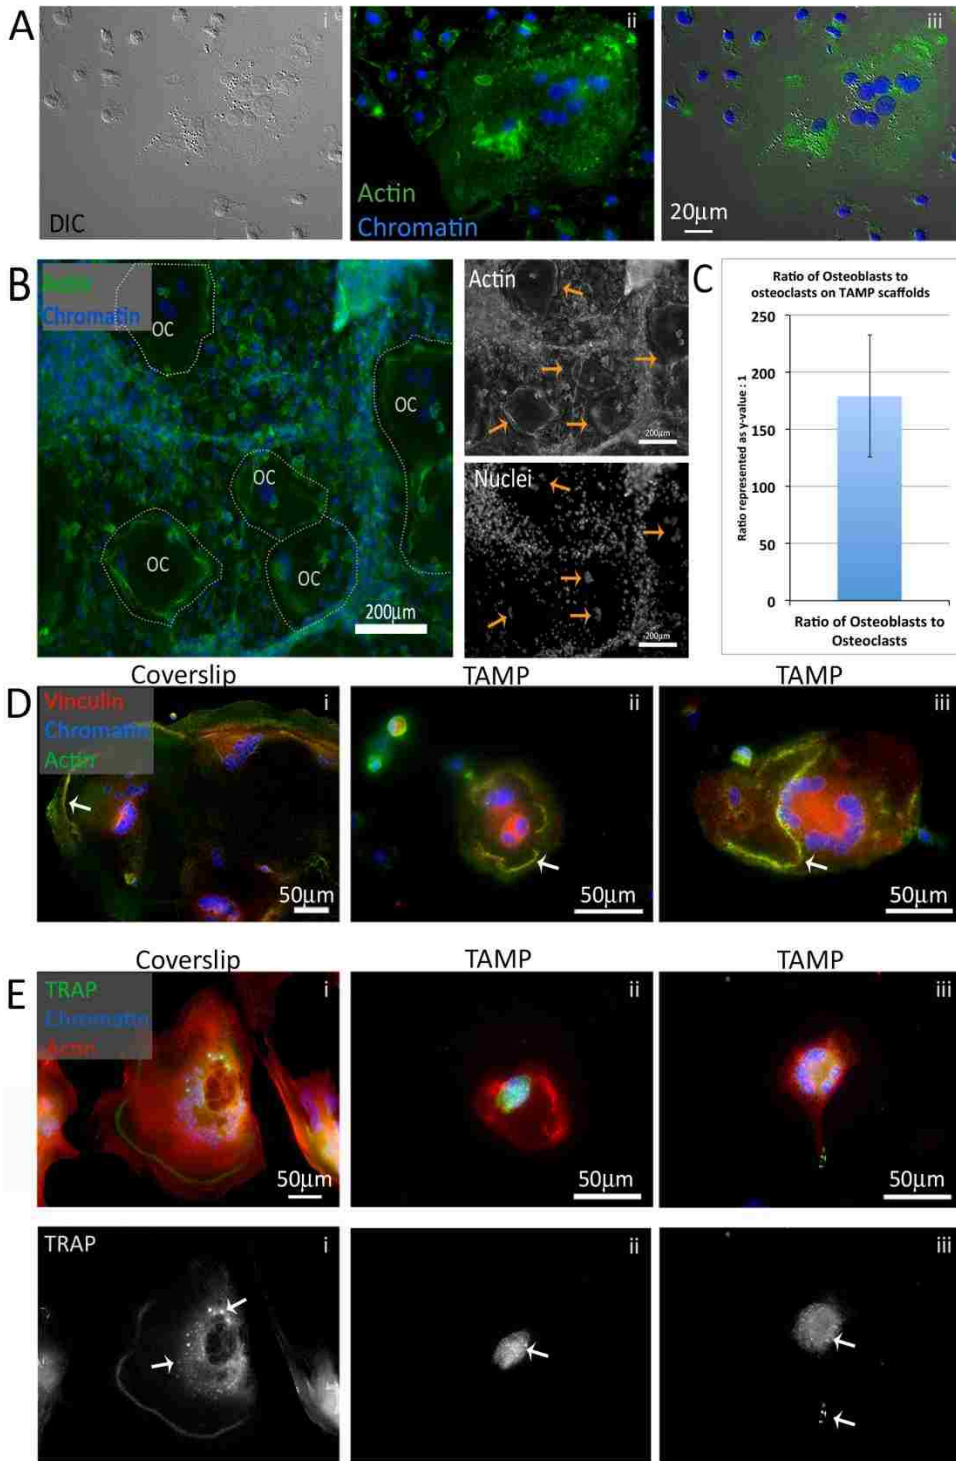 A
i
ii
iii
DIC
Actin
Chromatin
20μm
B
Actin
Chromatin
OC
OC
OC
OC
OC
200μm
Actin
200μm
Nuclei
200μm
C
Ratio of Osteoblasts to
osteoclasts on TAMP scaffolds
Ratio represented as y-value : 1
250
200
150
100
50
0
Ratio of Osteoblasts to
Osteoclasts
D
Coverslip
TAMP
TAMP
Vinculin
Chromatin
Actin
i
ii
iii
50μm
50μm
50μm
E
Coverslip
TAMP
TAMP
TRAP
Chromatin
Actin
i
ii
iii
50μm
50μm
50μm
TRAP
i
ii
iii